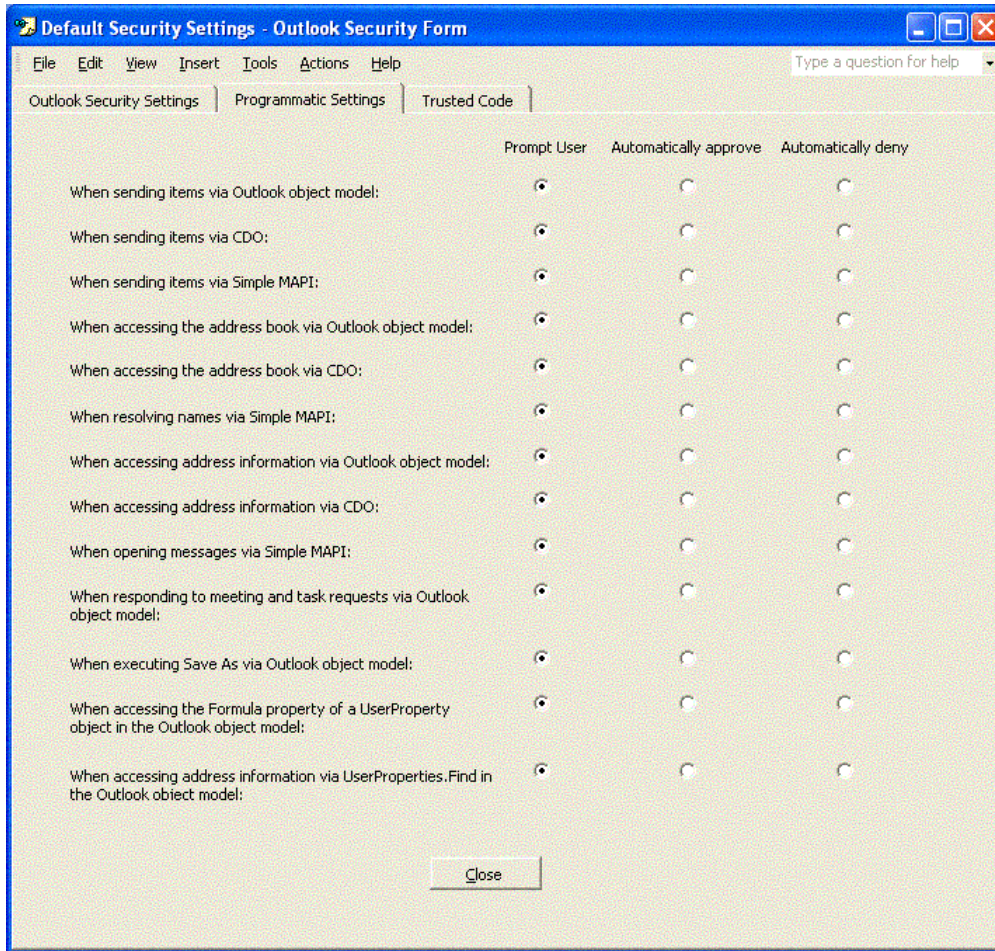 Default Security Settings - Outlook Security Form
File Edit View Insert Tools Actions Help Type a question for help
Outlook Security Settings Programmatic Settings Trusted Code
Prompt User Automatically approve Automatically deny
When sending items via Outlook object model:
When sending items via CDO:
When sending items via Simple MAPI:
When accessing the address book via Outlook object model:
When accessing the address book via CDO:
When resolving names via Simple MAPI:
When accessing address information via Outlook object model:
When accessing address information via CDO:
When opening messages via Simple MAPI:
When responding to meeting and task requests via Outlook
object model:
When executing Save As via Outlook object model:
When accessing the Formula property of a UserProperty
object in the Outlook object model:
When accessing address information via UserProperties.Find in
the Outlook object model:
Close